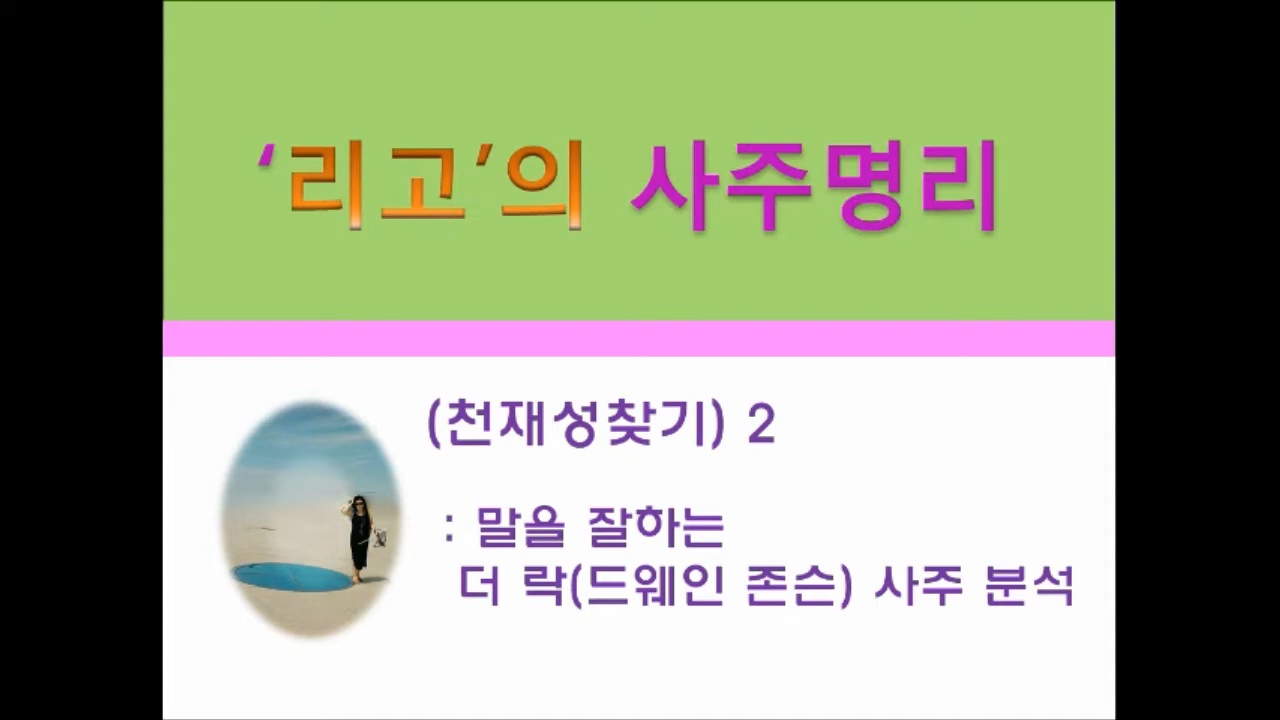 ‘리고’의 사주명리
(천재성찾기) 2
: 말을 잘하는
더 락(드웨인 존슨) 사주 분석